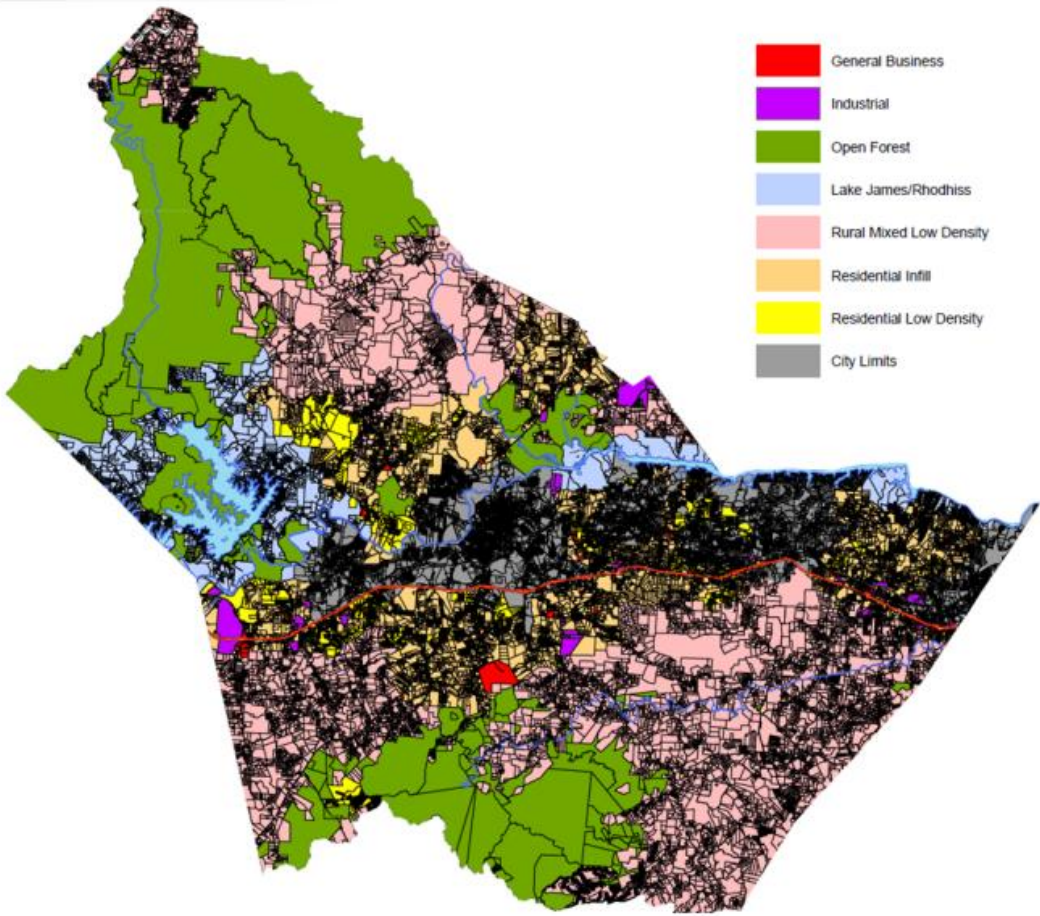 General Business
Industrial
Open Forest
Lake James/Rhodhiss
Rural Mixed Low Density
Residential Infill
Residential Low Density
City Limits